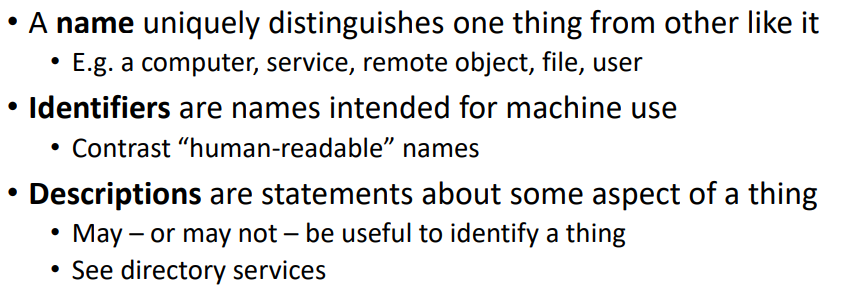 • A name uniquely distinguishes one thing from other like it
• E.g. a computer, service, remote object, file, user
• Identifiers are names intended for machine use
• Contrast “human-readable” names
• Descriptions are statements about some aspect of a thing
• May – or may not – be useful to identify a thing
• See directory services